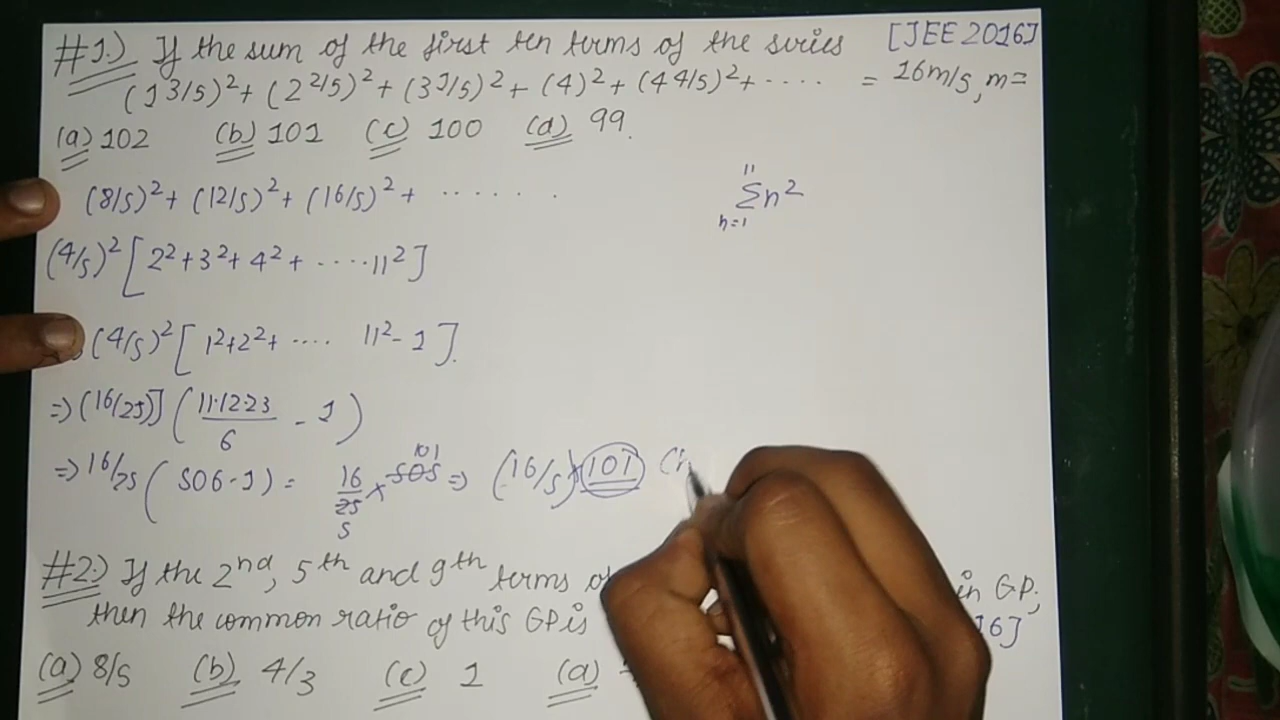 #1.) If the sum of the first ten terms of the series [JEE 2016]
(1 3/5)² + (2 2/5)² + (3 1/5)² + (4)² + (4 4/5)² + ..... = 16m/5, m=
(a) 102 (b) 101 (c) 100 (d) 99.
(8/5)² + (12/5)² + (16/5)² + ......
11
Σn²
n=1
(4/5)² [2² + 3² + 4² + ....11²]
(4/5)² [1²+2²+ .... 11² - 1].
=> (16/25)] (11·12·23/6 - 1)
=> 16/25 (506-1) = 16/25 × 505 => (16/5)×101
101
5
#2.) If the 2nd, 5th and 9th terms in GP,
then the common ratio of this GP is 16]
(a) 8/5 (b) 4/3 (c) 1 (d)